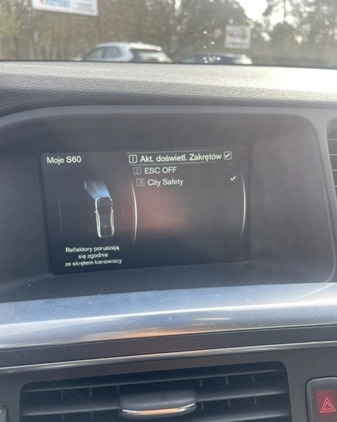 Moje S60
1 Akt. doświetl. Zakrętów
2 ESC OFF
3 City Safety
Reflektory poruszają
się zgodnie
ze skrętem kierownicy